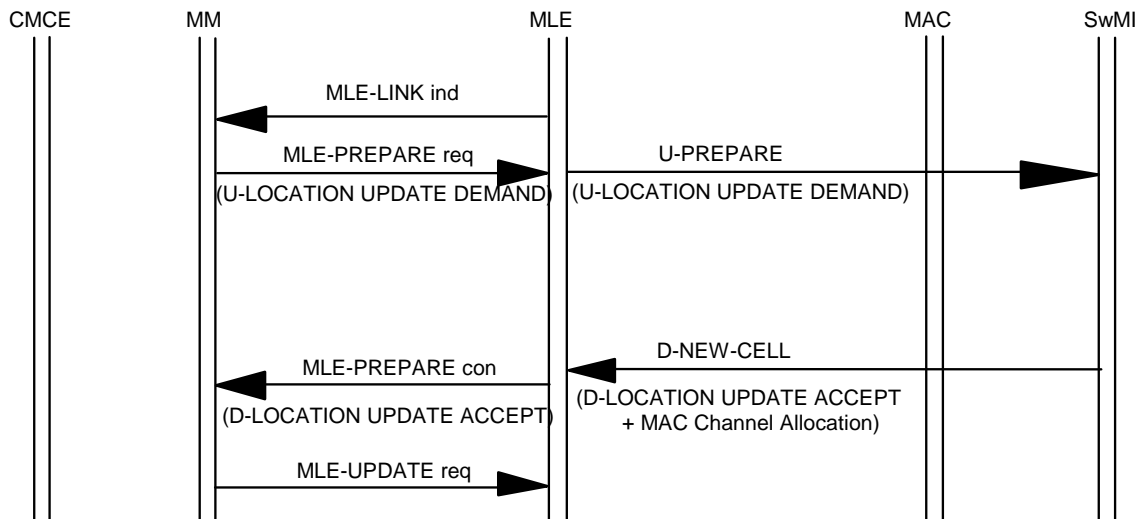 CMCE MM MLE MAC SwMI
MLE-LINK ind
MLE-PREPARE req U-PREPARE
(U-LOCATION UPDATE DEMAND) (U-LOCATION UPDATE DEMAND)
D-NEW-CELL
MLE-PREPARE con
(D-LOCATION UPDATE ACCEPT) (D-LOCATION UPDATE ACCEPT
+ MAC Channel Allocation)
MLE-UPDATE req